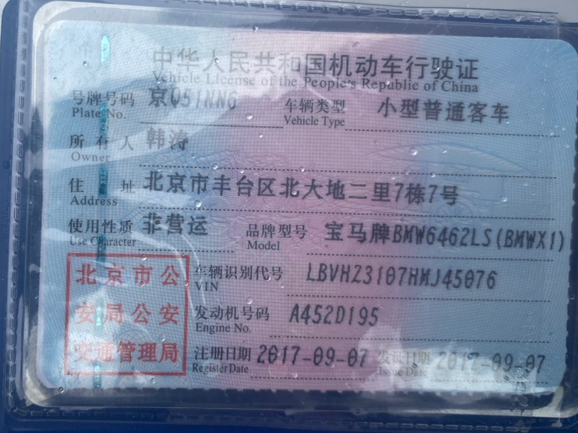 中华人民共和国机动车行驶证
Vehicle License of the People's Republic of China
号牌号码 京Q51NN6 车辆类型 小型普通客车
Plate No. Vehicle Type
所有人 韩涛
Owner
住址 北京市丰台区北大地二里7栋7号
Address
使用性质 非营运 品牌型号 宝马牌BMW6462LS(BMWX1)
Use Character Model
北京市公安局公安交通管理局
车辆识别代号 LBVHZ3107HMJ45076
VIN
发动机号码 A452D195
Engine No.
注册日期 2017-09-07 发证日期 2017-09-07
Register Date Issue Date